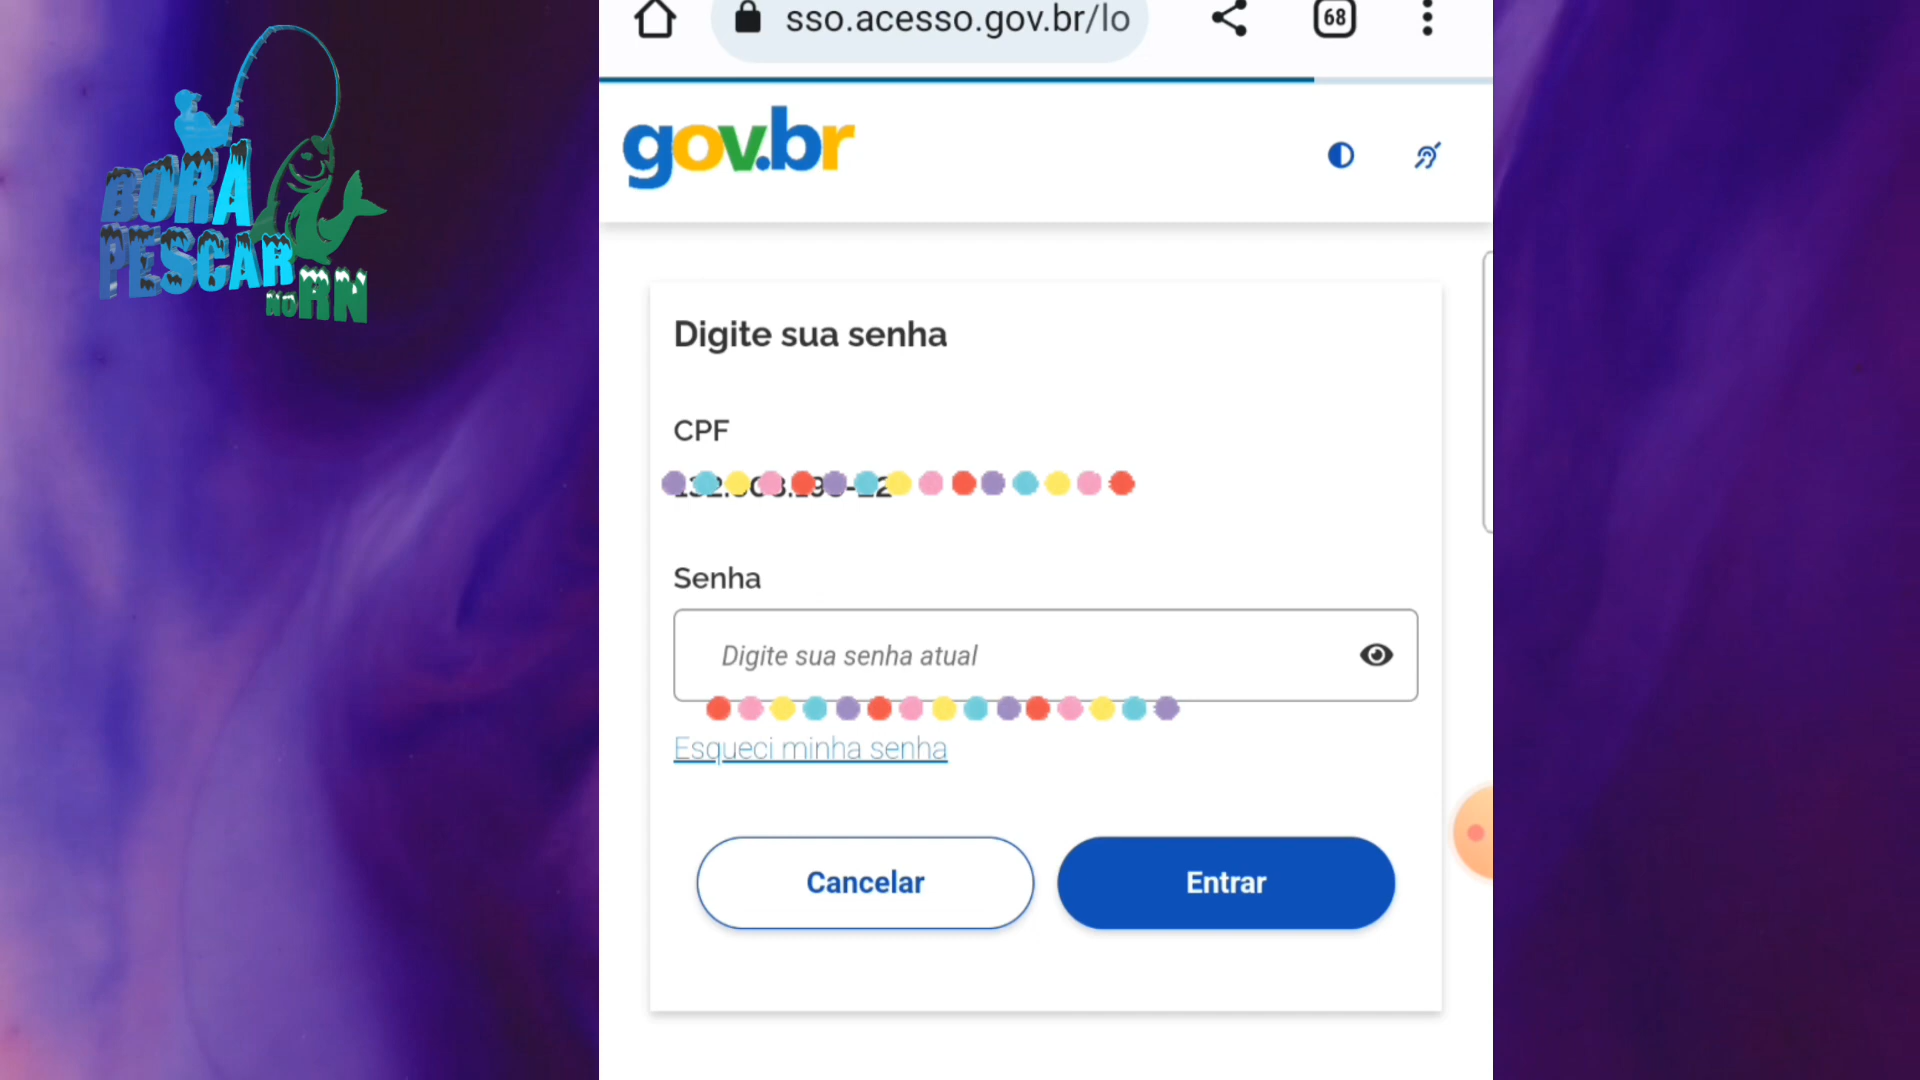 sso.acesso.gov.br/lo
68
gov.br
BORA
PESCAR
NO RN
Digite sua senha
CPF
Senha
Digite sua senha atual
Esqueci minha senha
Cancelar
Entrar